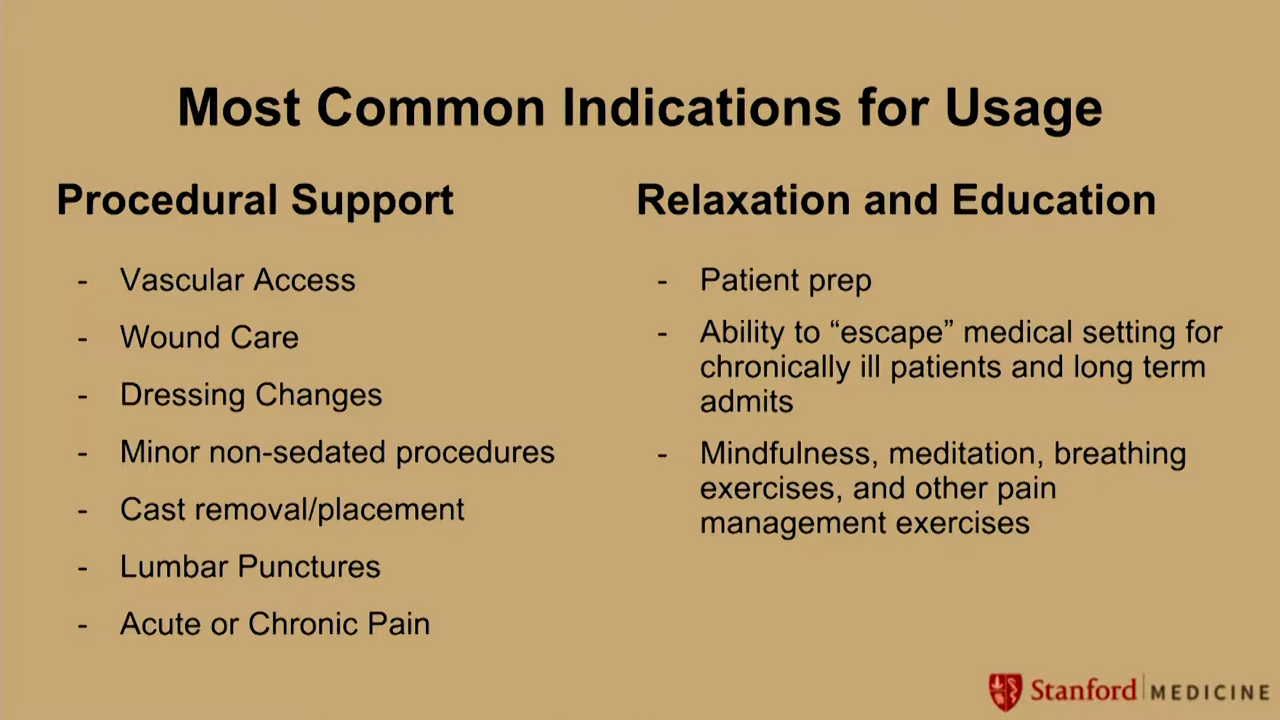 Most Common Indications for Usage
Procedural Support
- Vascular Access
- Wound Care
- Dressing Changes
- Minor non-sedated procedures
- Cast removal/placement
- Lumbar Punctures
- Acute or Chronic Pain
Relaxation and Education
- Patient prep
- Ability to “escape” medical setting for
chronically ill patients and long term
admits
- Mindfulness, meditation, breathing
exercises, and other pain
management exercises
Stanford MEDICINE